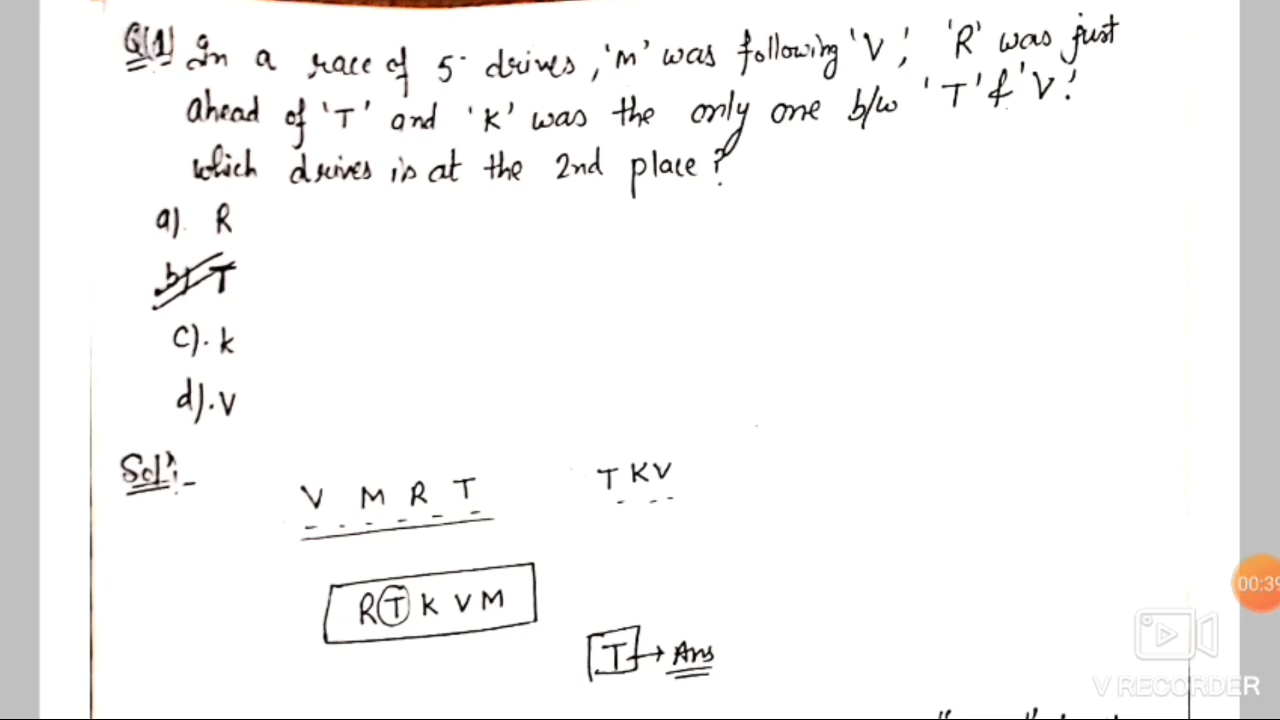 Q(1) In a race of 5 drives, 'M' was following 'V', 'R' was just
ahead of 'T' and 'K' was the only one b/w 'T' & 'V'.
which drives is at the 2nd place?
a). R
b) T
c). k
d). V
Sol':-
V M R T T K V
R T K V M
T → Ans
00:39
V RECORDER